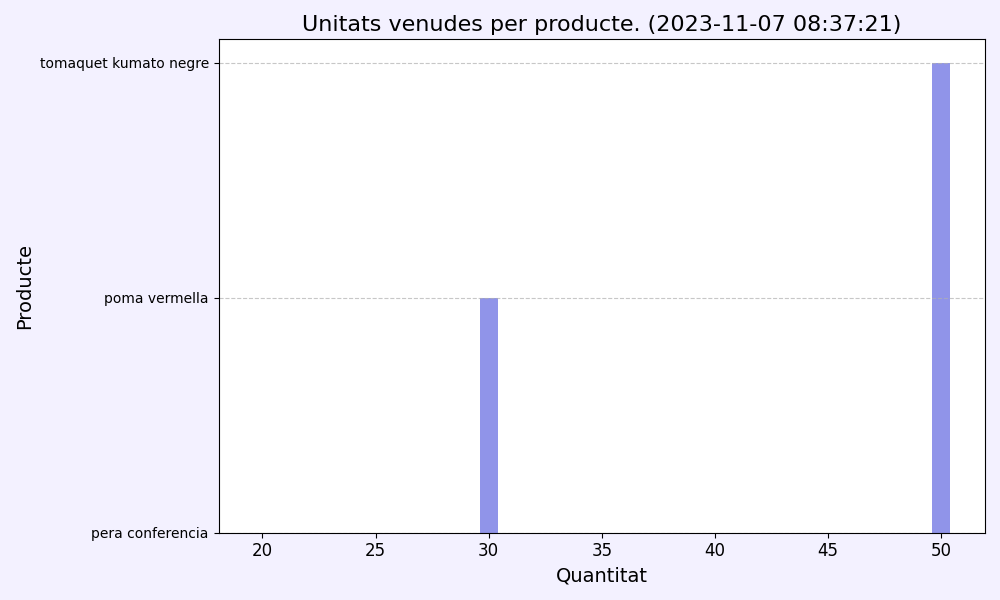 Unitats venudes per producte. (2023-11-07 08:37:21)
tomaquet kumato negre
poma vermella
pera conferencia
Producte
20 25 30 35 40 45 50
Quantitat